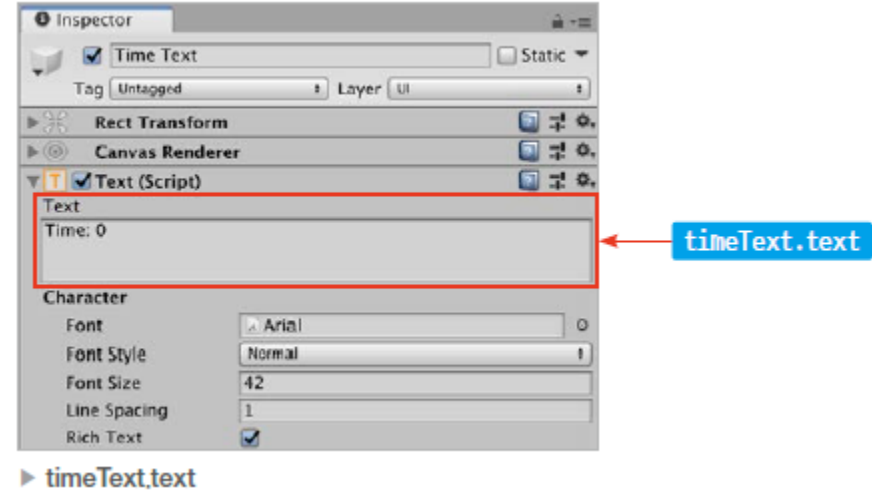 Inspector
Time Text Static
Tag Untagged Layer UI
Rect Transform
Canvas Renderer
T Text (Script)
Text
Time: 0
timeText.text
Character
Font Arial
Font Style Normal
Font Size 42
Line Spacing 1
Rich Text
timeText.text